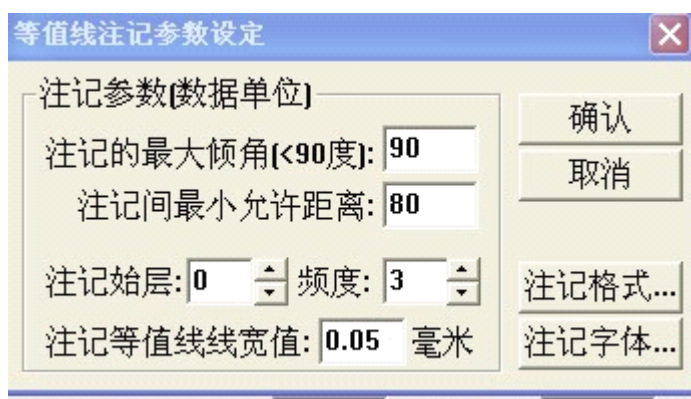 等值线注记参数设定
注记参数(数据单位)
注记的最大倾角(<90度): 90
注记间最小允许距离: 80
注记始层: 0 频度: 3
注记等值线线宽值: 0.05 毫米
确认
取消
注记格式...
注记字体...